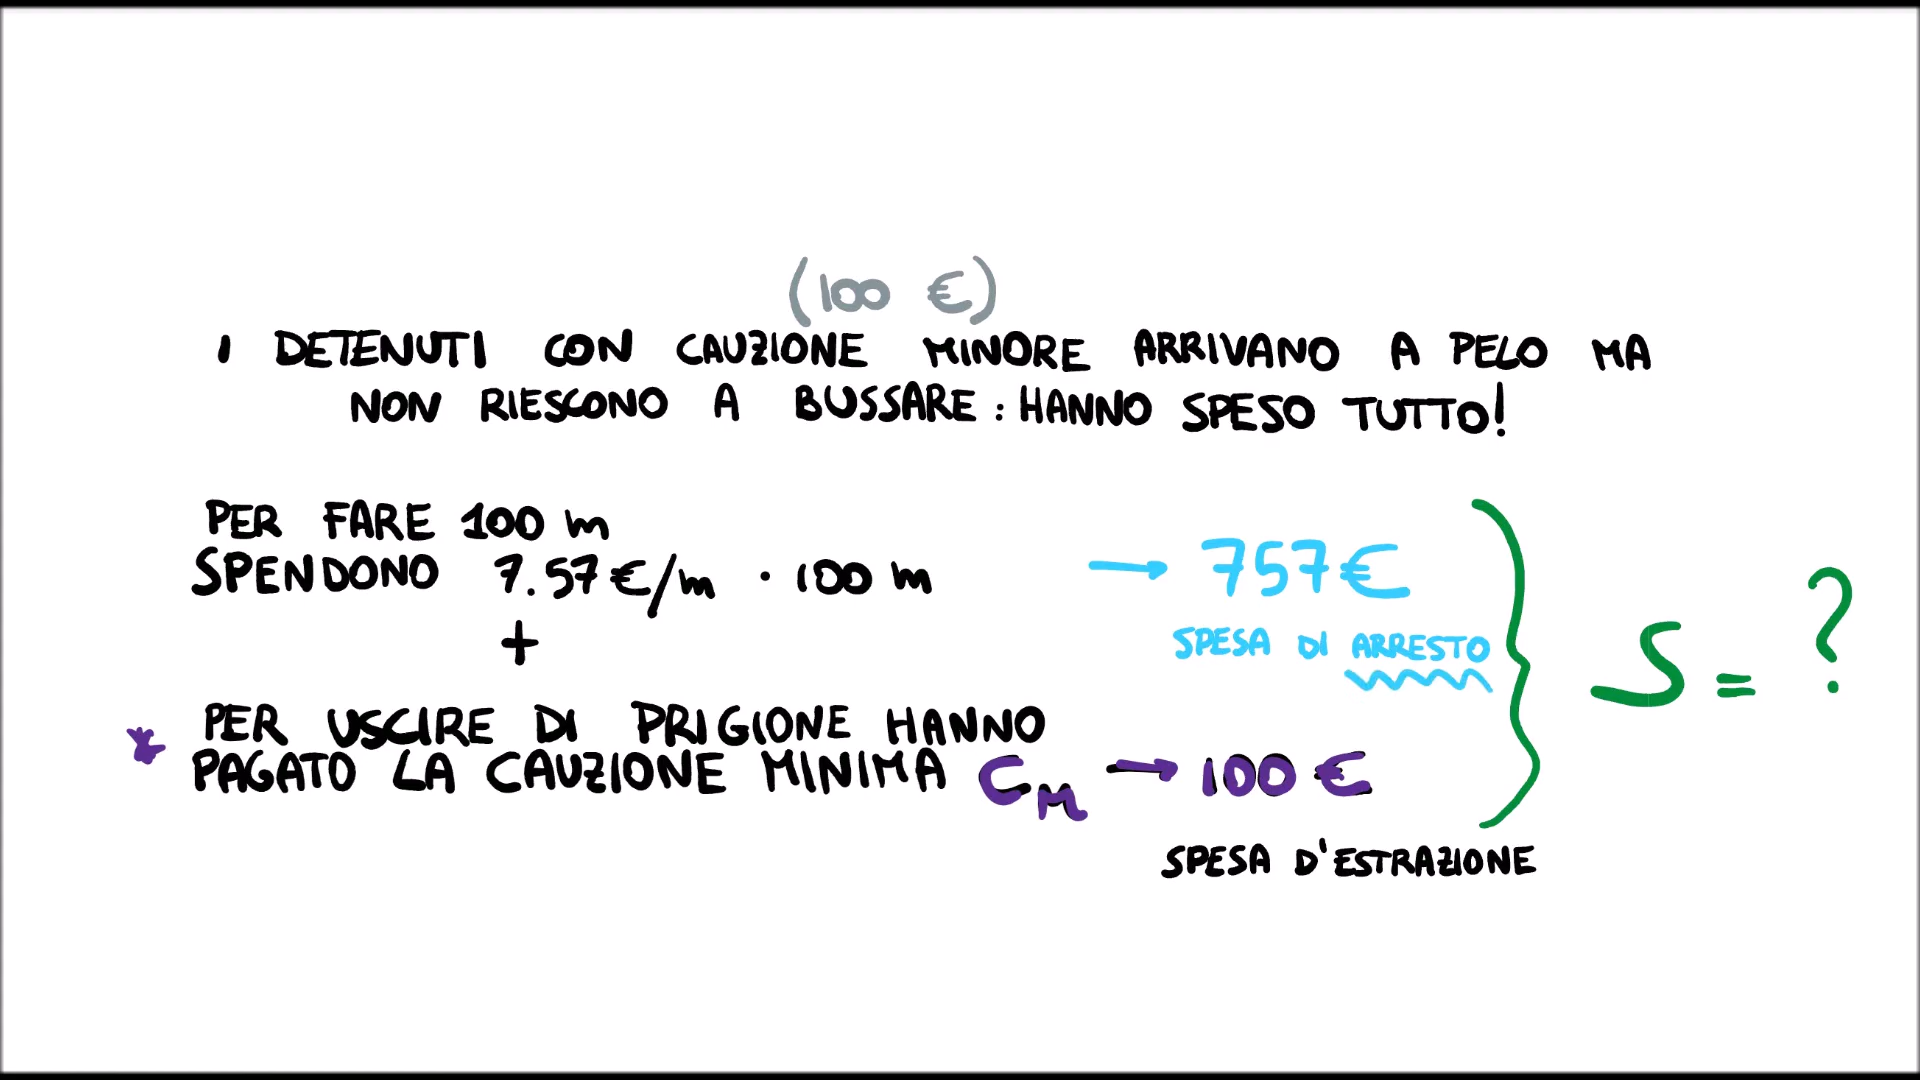 (100 €)
I DETENUTI CON CAUZIONE MINORE ARRIVANO A PELO MA
NON RIESCONO A BUSSARE: HANNO SPESO TUTTO!
PER FARE 100 m
SPENDONO 7.57 €/m · 100 m → 757€
+
SPESA DI ARRESTO
S = ?
PER USCIRE DI PRIGIONE HANNO
* PAGATO LA CAUZIONE MINIMA CM → 100 €
SPESA D'ESTRAZIONE